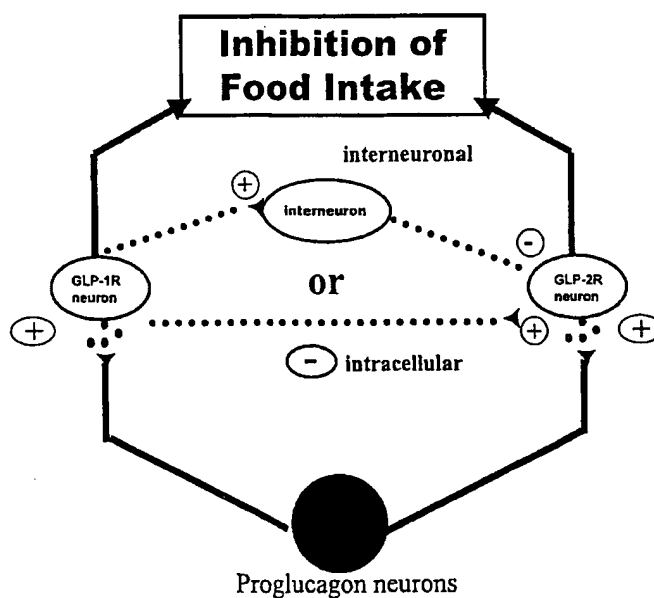 Inhibition of
Food Intake
interneuronal
+
interneuron
-
GLP-1R
neuron
or
GLP-2R
neuron
+
+
+
- intracellular
Proglucagon neurons